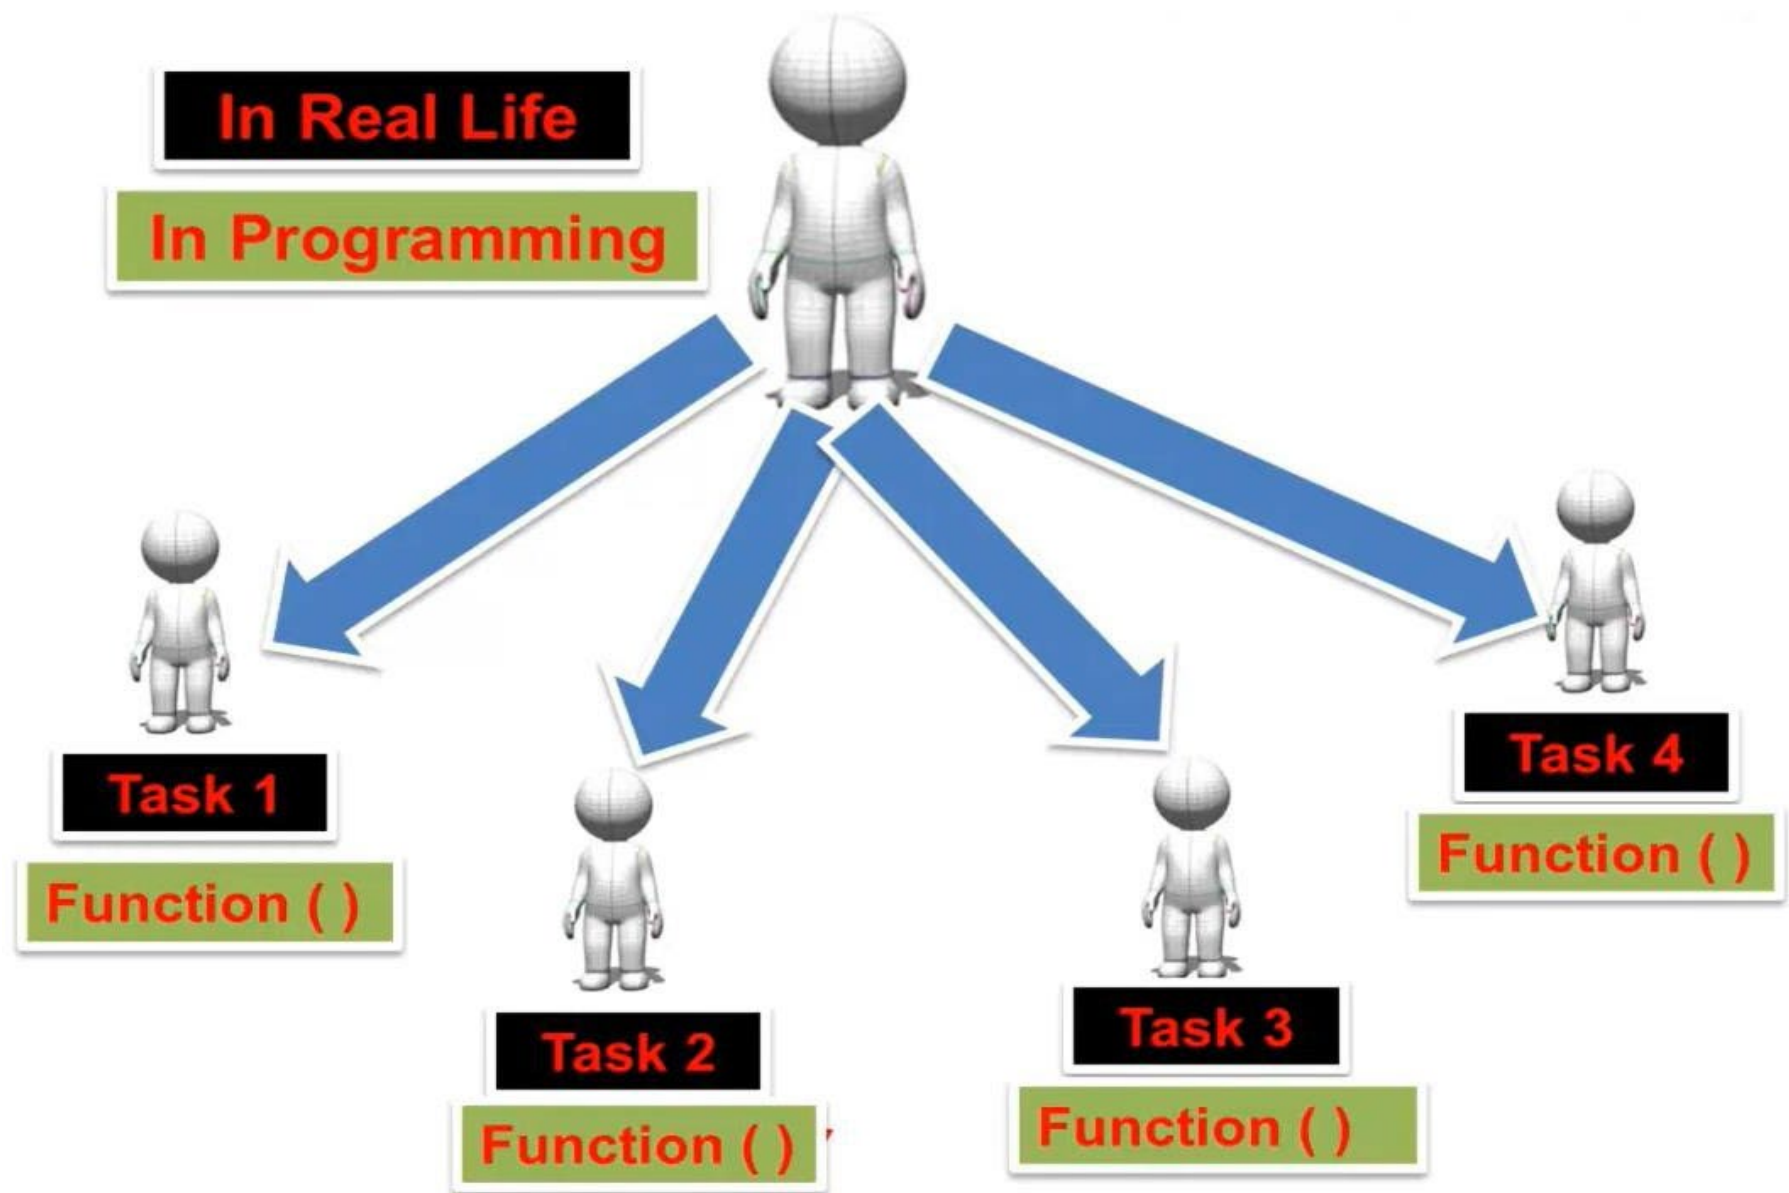 In Real Life
In Programming
Task 1
Function ( )
Task 2
Function ( )
Task 3
Function ( )
Task 4
Function ( )